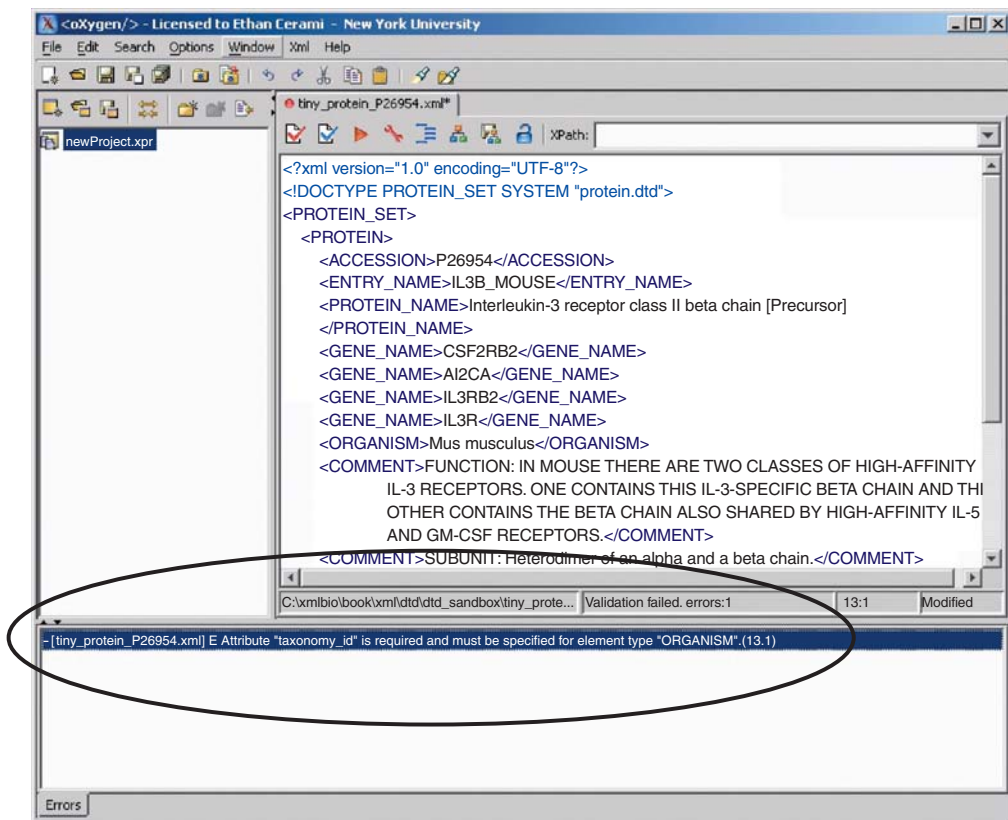 <oXygen/> - Licensed to Ethan Cerami - New York University
File Edit Search Options Window Xml Help
newProject.xpr
tiny_protein_P26954.xml*
XPath:
<?xml version="1.0" encoding="UTF-8"?>
<!DOCTYPE PROTEIN_SET SYSTEM "protein.dtd">
<PROTEIN_SET>
<PROTEIN>
<ACCESSION>P26954</ACCESSION>
<ENTRY_NAME>IL3B_MOUSE</ENTRY_NAME>
<PROTEIN_NAME>Interleukin-3 receptor class II beta chain [Precursor]
</PROTEIN_NAME>
<GENE_NAME>CSF2RB2</GENE_NAME>
<GENE_NAME>AI2CA</GENE_NAME>
<GENE_NAME>IL3RB2</GENE_NAME>
<GENE_NAME>IL3R</GENE_NAME>
<ORGANISM>Mus musculus</ORGANISM>
<COMMENT>FUNCTION: IN MOUSE THERE ARE TWO CLASSES OF HIGH-AFFINITY
IL-3 RECEPTORS. ONE CONTAINS THIS IL-3-SPECIFIC BETA CHAIN AND TH
OTHER CONTAINS THE BETA CHAIN ALSO SHARED BY HIGH-AFFINITY IL-5
AND GM-CSF RECEPTORS.</COMMENT>
<COMMENT>SUBUNIT: Heterodimer of an alpha and a beta chain.</COMMENT>
C:\xmlbio\book\xml\dtd\dtd_sandbox\tiny_prote... Validation failed. errors:1 13:1 Modified
-[tiny_protein_P26954.xml] E Attribute "taxonomy_id" is required and must be specified for element type "ORGANISM".(13.1)
Errors